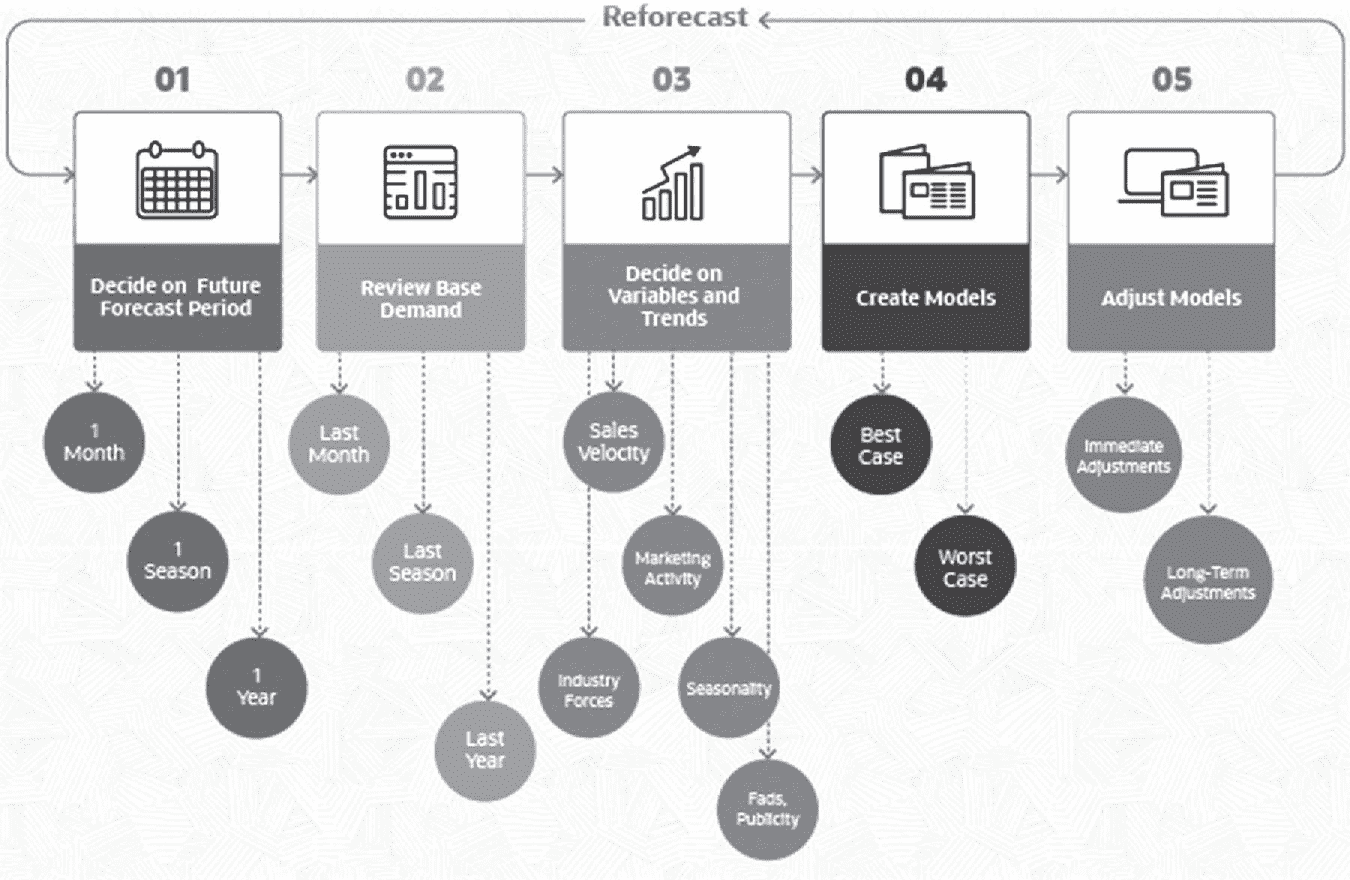 Reforecast
01
Decide on Future
Forecast Period
1
Month
1
Season
1
Year
02
Review Base
Demand
Last
Month
Last
Season
Last
Year
03
Decide on
Variables and
Trends
Sales
Velocity
Marketing
Activity
Industry
Forces
Seasonality
Fads,
Publicity
04
Create Models
Best
Case
Worst
Case
05
Adjust Models
Immediate
Adjustments
Long-Term
Adjustments